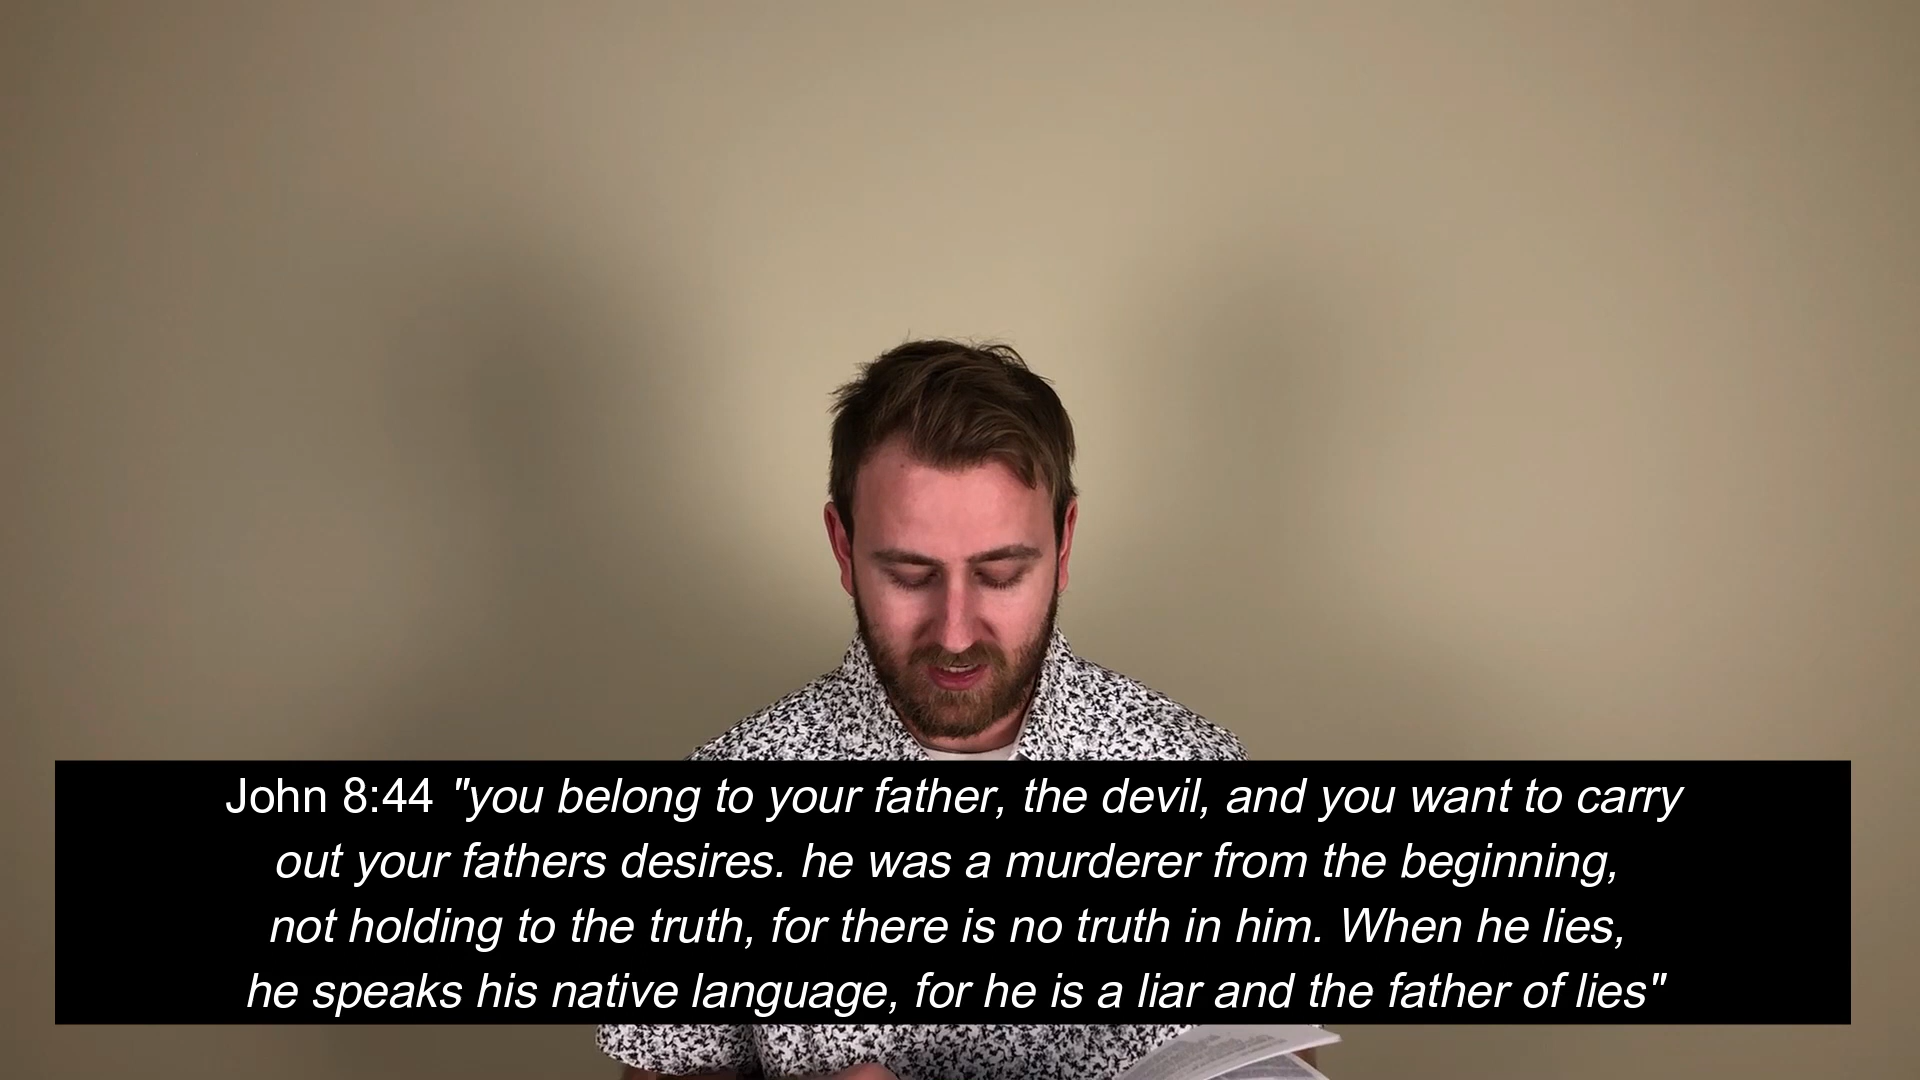 John 8:44 "you belong to your father, the devil, and you want to carry
out your fathers desires. he was a murderer from the beginning,
not holding to the truth, for there is no truth in him. When he lies,
he speaks his native language, for he is a liar and the father of lies"